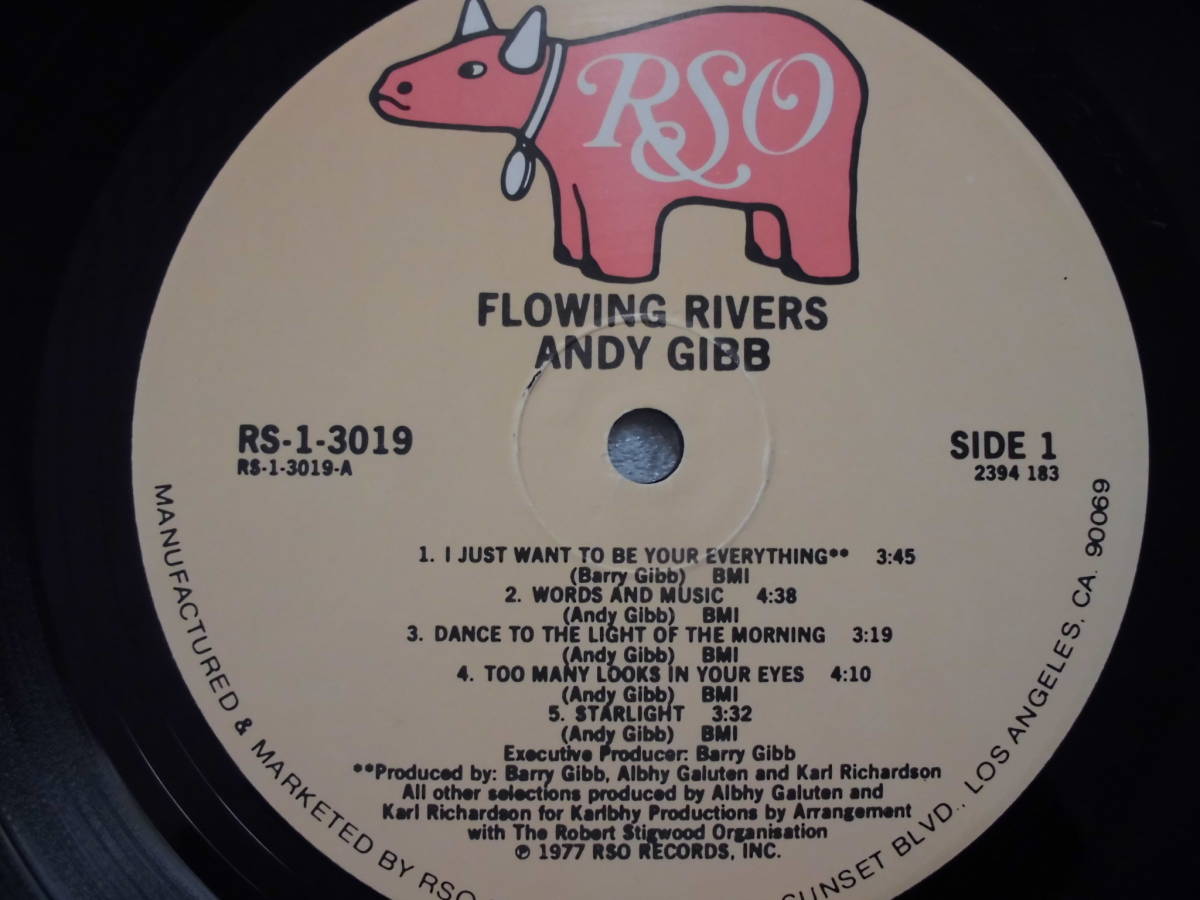 RSO
FLOWING RIVERS
ANDY GIBB
RS-1-3019
RS-1-3019-A
SIDE 1
2394 183
1. I JUST WANT TO BE YOUR EVERYTHING** 3:45
(Barry Gibb) BMI
2. WORDS AND MUSIC 4:38
(Andy Gibb) BMI
3. DANCE TO THE LIGHT OF THE MORNING 3:19
(Andy Gibb) BMI
4. TOO MANY LOOKS IN YOUR EYES 4:10
(Andy Gibb) BMI
5. STARLIGHT 3:32
(Andy Gibb) BMI
Executive Producer: Barry Gibb
**Produced by: Barry Gibb, Albhy Galuten and Karl Richardson
All other selections produced by Albhy Galuten and
Karl Richardson for Karlbhy Productions by Arrangement
with The Robert Stigwood Organisation
℗ 1977 RSO RECORDS, INC.
MANUFACTURED & MARKETED BY RSO
SUNSET BLVD., LOS ANGELES, CA. 90069